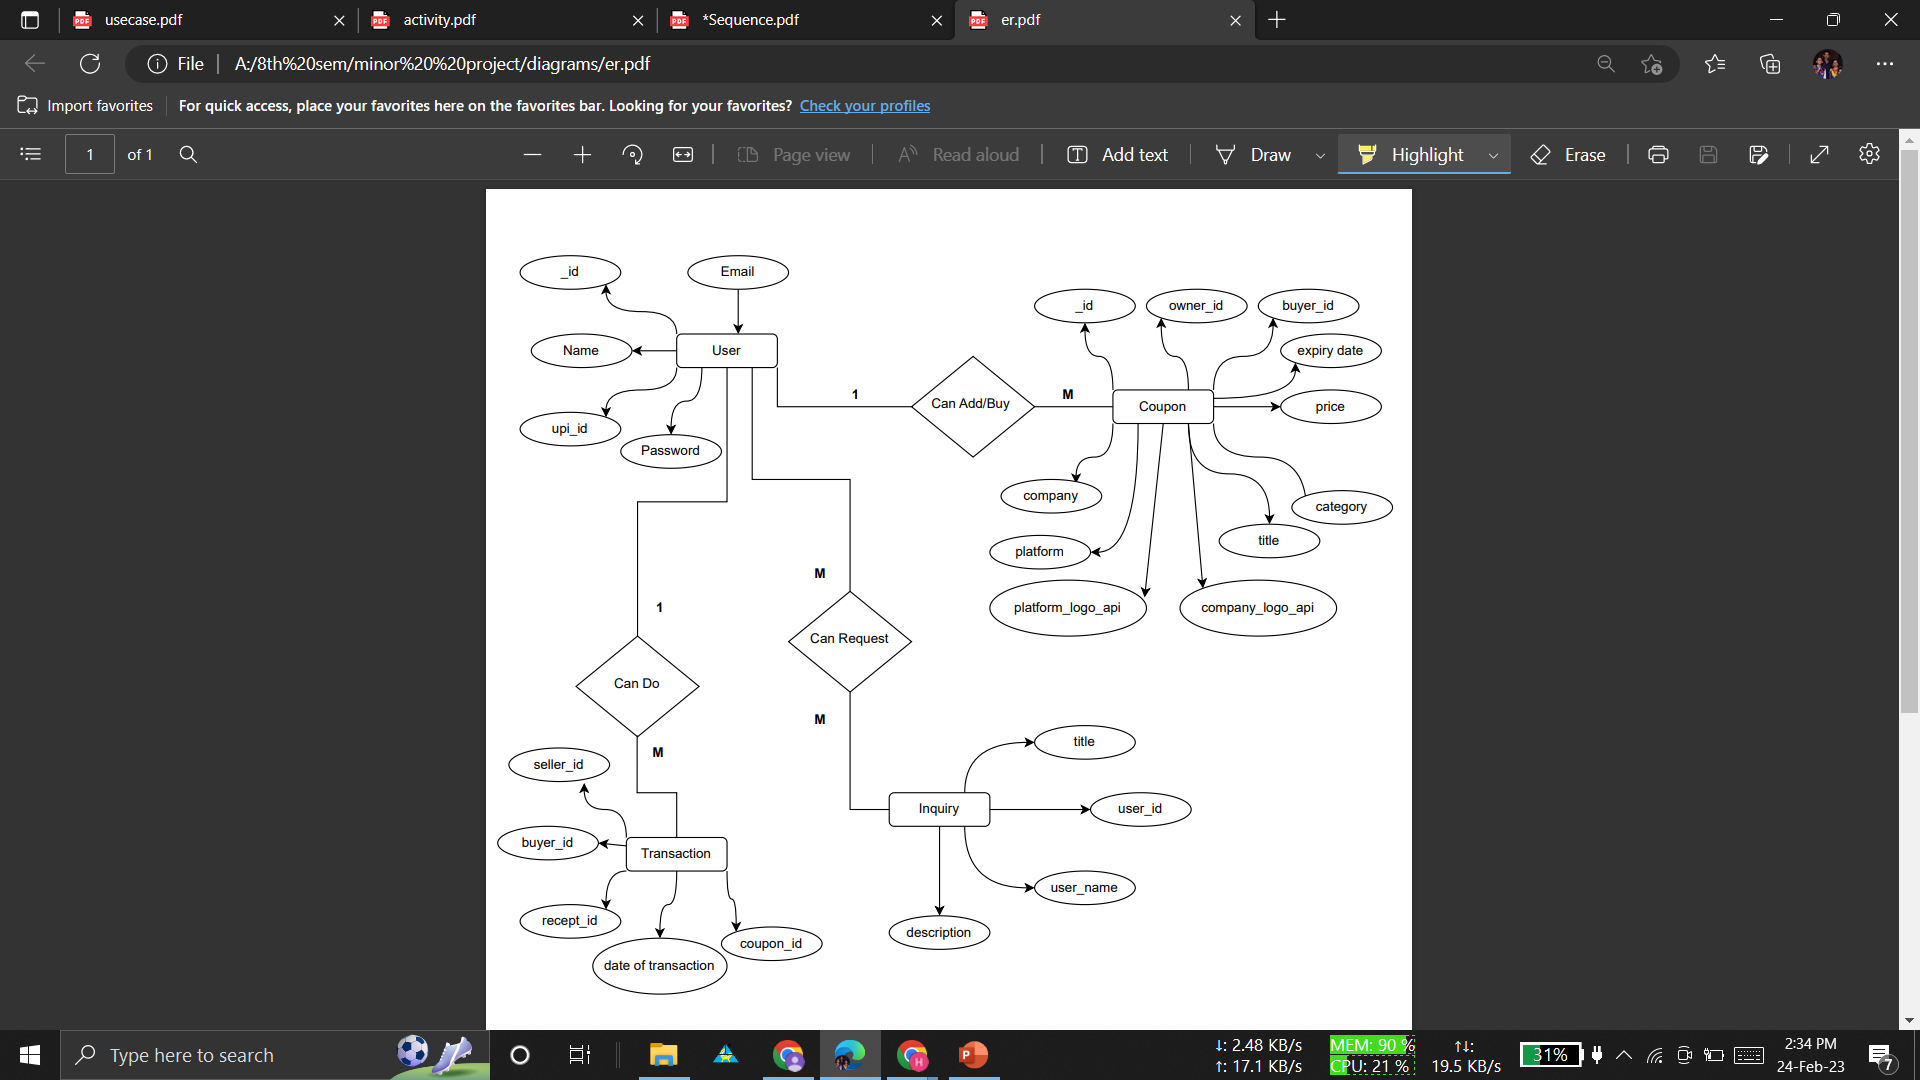 usecase.pdf
activity.pdf
*Sequence.pdf
er.pdf
File
A:/8th%20sem/minor%20%20project/diagrams/er.pdf
Import favorites
For quick access, place your favorites here on the favorites bar. Looking for your favorites? Check your profiles
1 of 1
Page view
Read aloud
Add text
Draw
Highlight
Erase
_id
Email
Name
User
upi_id
Password
1
Can Add/Buy
M
_id
owner_id
buyer_id
expiry date
Coupon
price
company
category
platform
title
platform_logo_api
company_logo_api
M
1
Can Request
Can Do
M
M
seller_id
buyer_id
Transaction
recept_id
coupon_id
date of transaction
title
Inquiry
user_id
user_name
description
Type here to search
↓: 2.48 KB/s
↑: 17.1 KB/s
MEM: 90 %
CPU: 21 %
↑↓:
19.5 KB/s
31%
2:34 PM
24-Feb-23
7